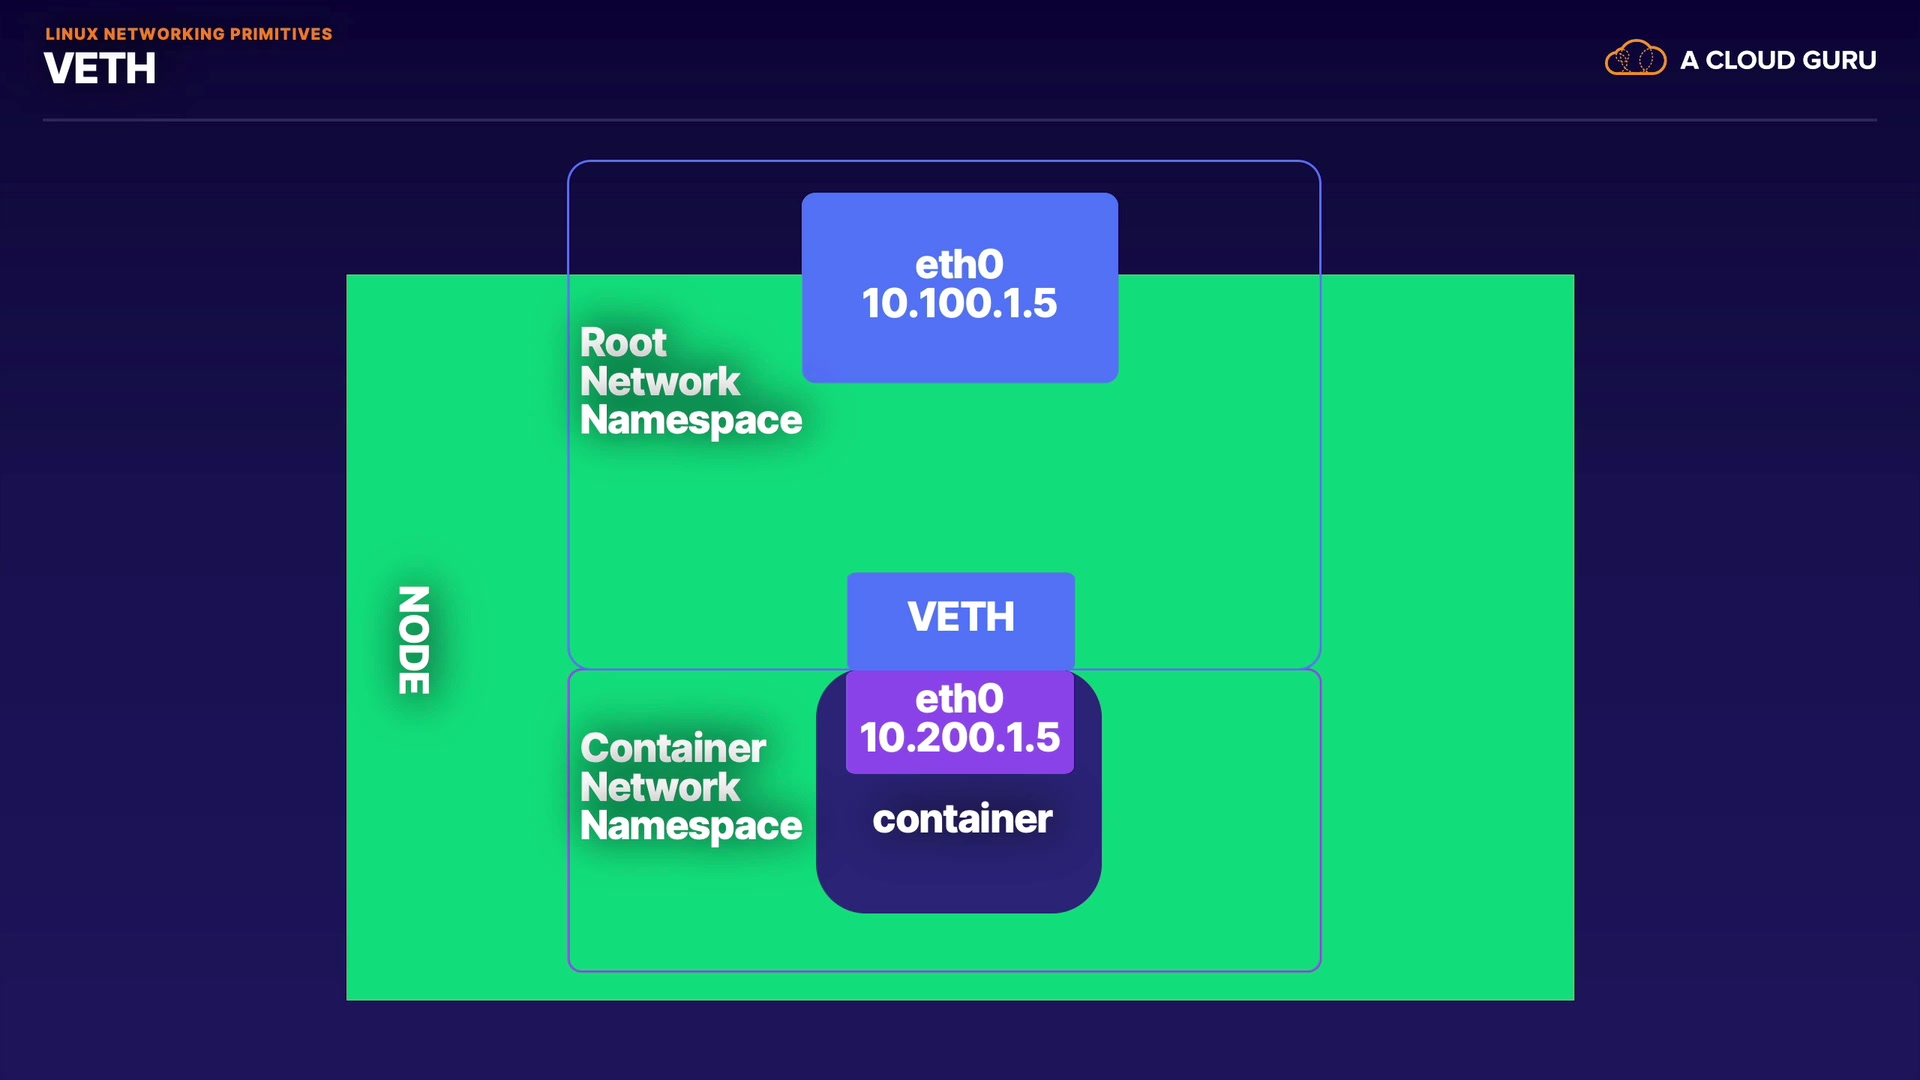 LINUX NETWORKING PRIMITIVES
VETH
A CLOUD GURU
eth0
10.100.1.5
Root
Network
Namespace
NODE
VETH
eth0
10.200.1.5
Container
Network
Namespace
container